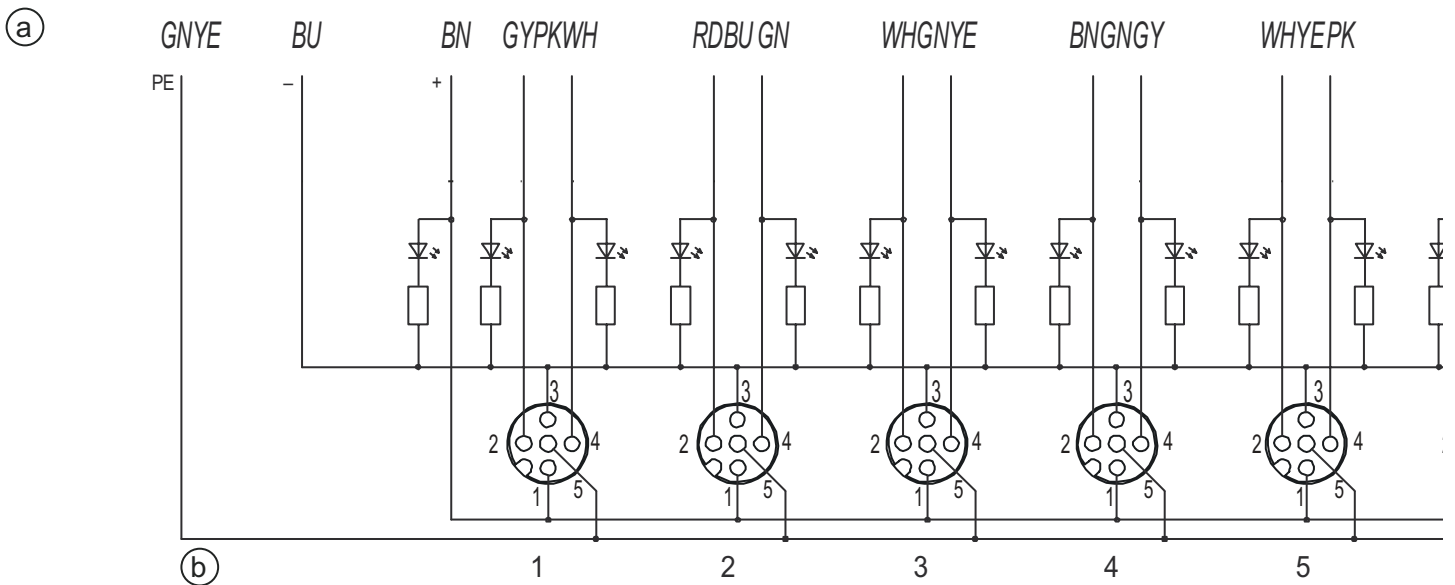 a
GNYE BU BN GYPKWH RDBU GN WHGNYE BNGNGY WHYEPK
PE – +
3 3 3 3 3
2 4 2 4 2 4 2 4 2 4
1 5 1 5 1 5 1 5 1 5
b 1 2 3 4 5